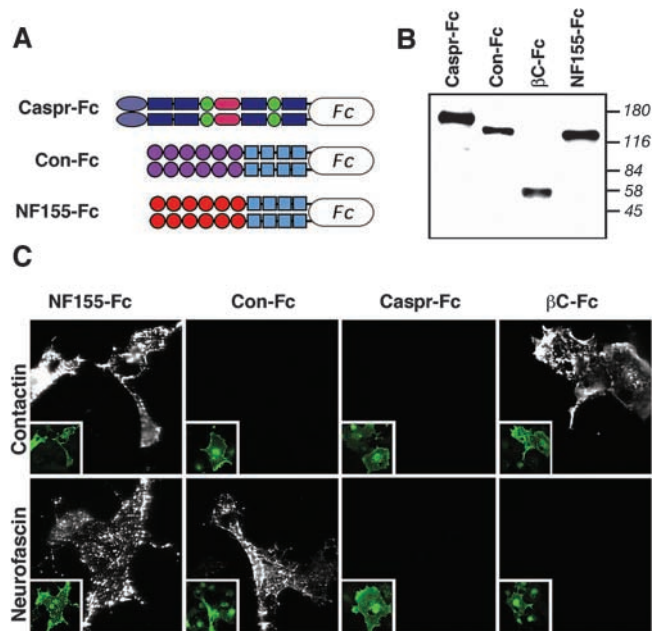 A
Caspr-Fc
Fc
Con-Fc
Fc
NF155-Fc
Fc
B
Caspr-Fc
Con-Fc
βC-Fc
NF155-Fc
180
116
84
58
45
C
NF155-Fc Con-Fc Caspr-Fc βC-Fc
Contactin
Neurofascin